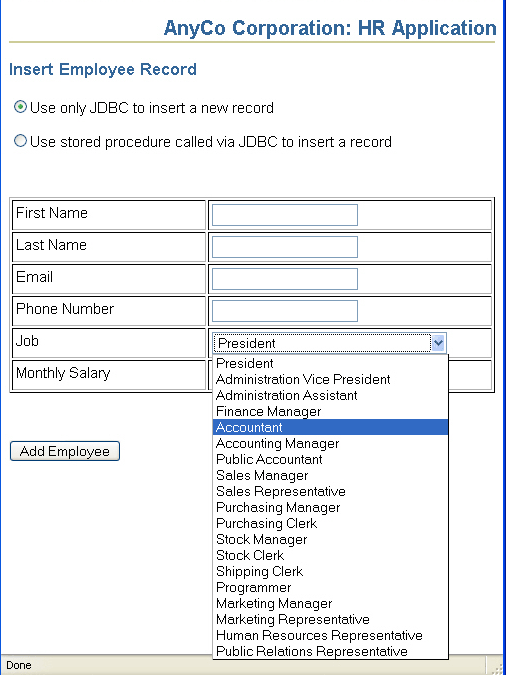 AnyCo Corporation: HR Application
Insert Employee Record
Use only JDBC to insert a new record
Use stored procedure called via JDBC to insert a record
First Name
Last Name
Email
Phone Number
Job President
President
Administration Vice President
Monthly Salary
Administration Assistant
Finance Manager
Accountant
Accounting Manager
Add Employee
Public Accountant
Sales Manager
Sales Representative
Purchasing Manager
Purchasing Clerk
Stock Manager
Stock Clerk
Shipping Clerk
Programmer
Marketing Manager
Marketing Representative
Human Resources Representative
Public Relations Representative
Done